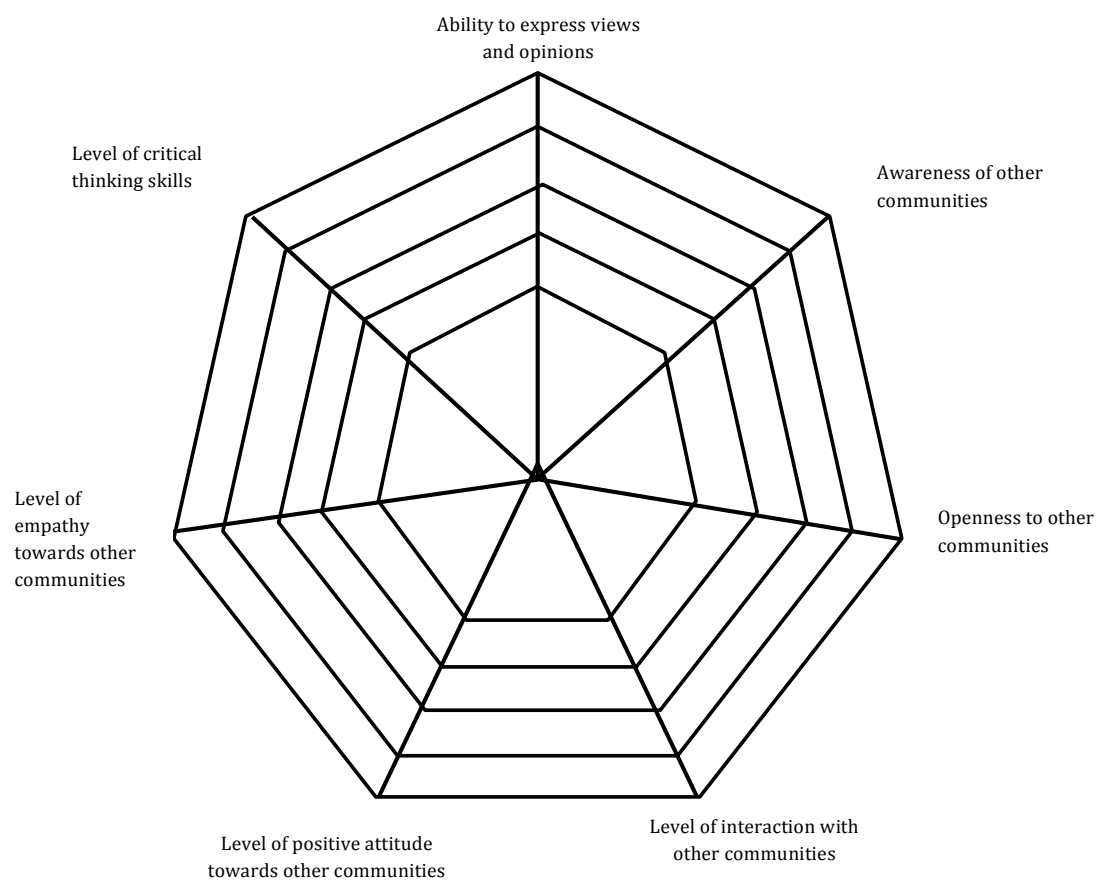 Ability to express views
and opinions
Level of critical
thinking skills
Awareness of other
communities
Level of
empathy
towards other
communities
Openness to other
communities
Level of positive attitude
towards other communities
Level of interaction with
other communities